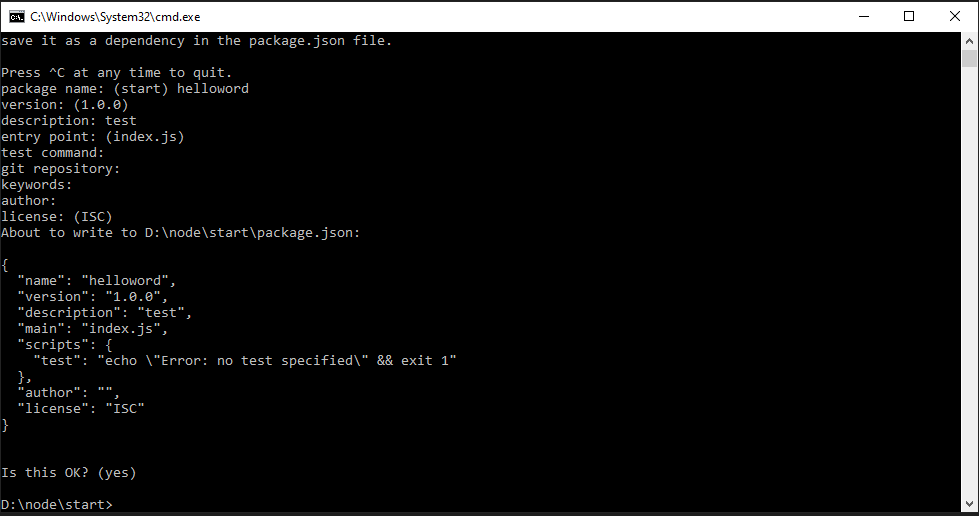 C:\Windows\System32\cmd.exe
save it as a dependency in the package.json file.
Press ^C at any time to quit.
package name: (start) helloword
version: (1.0.0)
description: test
entry point: (index.js)
test command:
git repository:
keywords:
author:
license: (ISC)
About to write to D:\node\start\package.json:
{
  "name": "helloword",
  "version": "1.0.0",
  "description": "test",
  "main": "index.js",
  "scripts": {
    "test": "echo \"Error: no test specified\" && exit 1"
  },
  "author": "",
  "license": "ISC"
}
Is this OK? (yes)
D:\node\start>